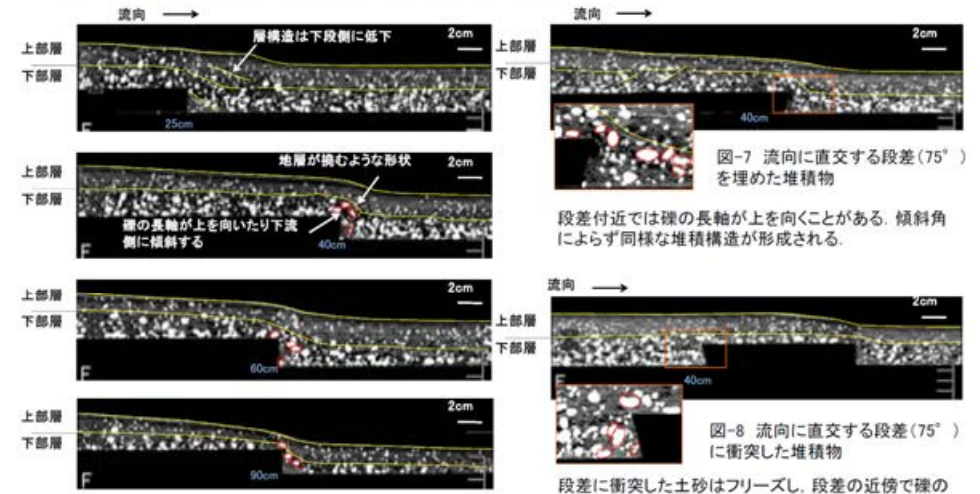 流向
上部層
下部層
層構造は下段側に低下
2cm
25cm
F
上部層
下部層
地層が撓むような形状
2cm
礫の長軸が上を向いたり下流
側に傾斜する
40cm
上部層
下部層
2cm
60cm
F
上部層
下部層
2cm
90cm
F
流向
上部層
下部層
2cm
40cm
図-7 流向に直交する段差(75°)
を埋めた堆積物
段差付近では礫の長軸が上を向くことがある. 傾斜角
によらず同様な堆積構造が形成される.
流向
上部層
下部層
2cm
40cm
図-8 流向に直交する段差(75°)
に衝突した堆積物
段差に衝突した土砂はフリーズし, 段差の近傍で礫の